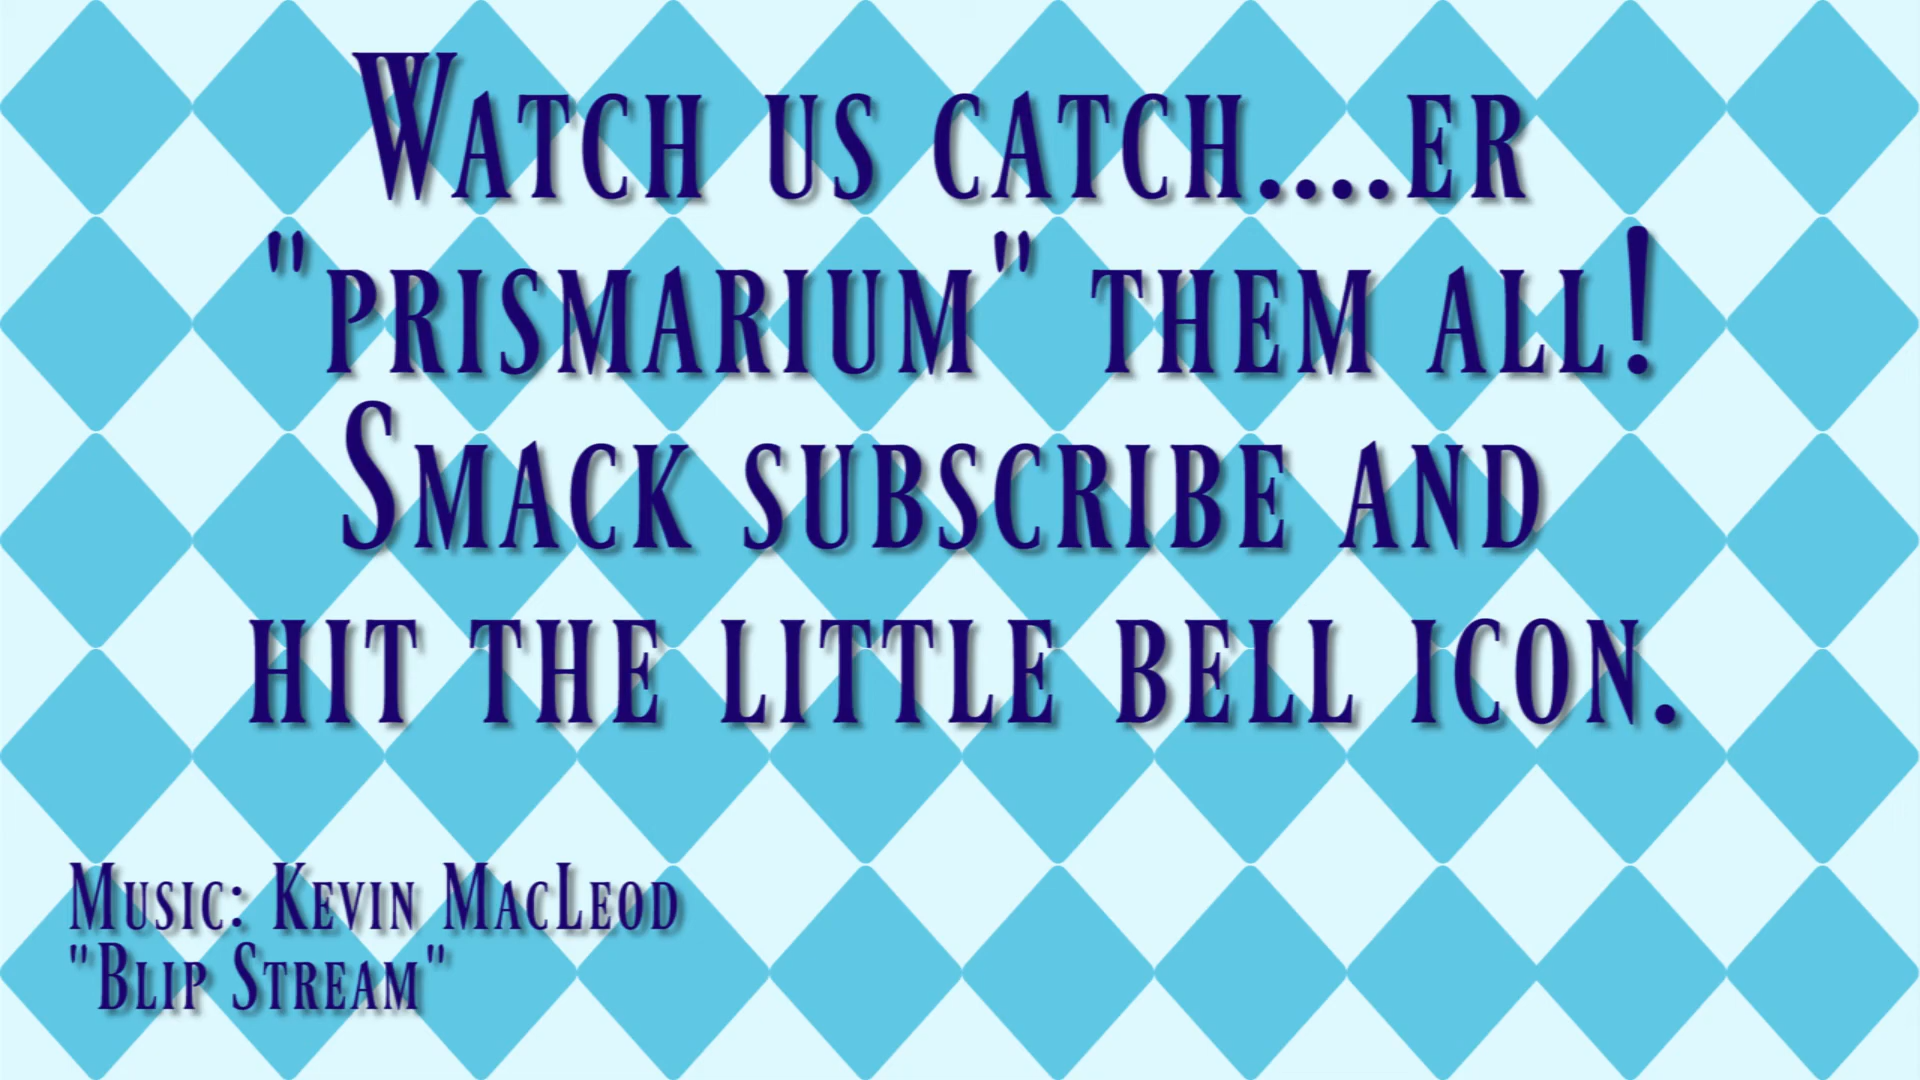 Watch us catch....er
"prismarium" them all!
Smack subscribe and
hit the little bell icon.
Music: Kevin MacLeod
"Blip Stream"